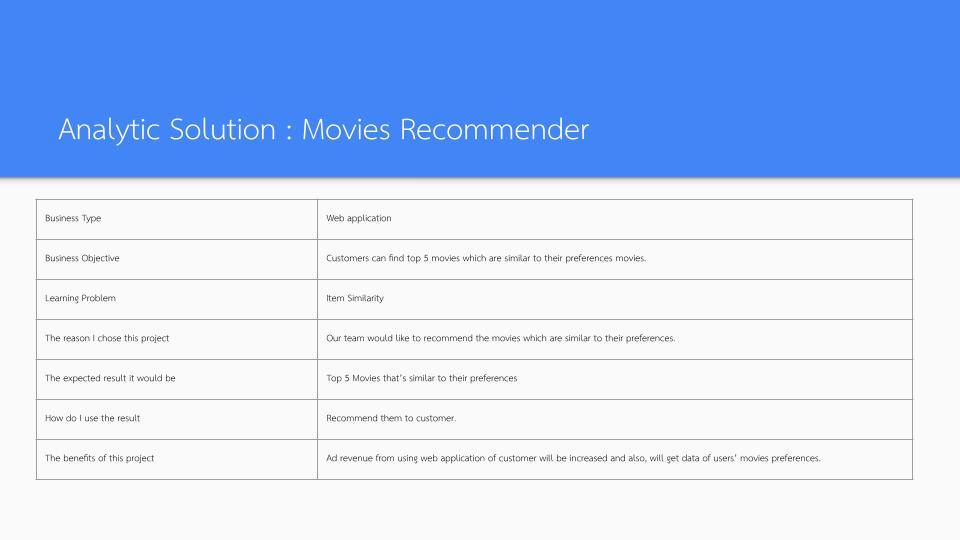 Analytic Solution : Movies Recommender
Business Type
Web application
Business Objective
Customers can find top 5 movies which are similar to their preferences movies.
Learning Problem
Item Similarity
The reason I chose this project
Our team would like to recommend the movies which are similar to their preferences.
The expected result it would be
Top 5 Movies that's similar to their preferences
How do I use the result
Recommend them to customer.
The benefits of this project
Ad revenue from using web application of customer will be increased and also, will get data of users' movies preferences.